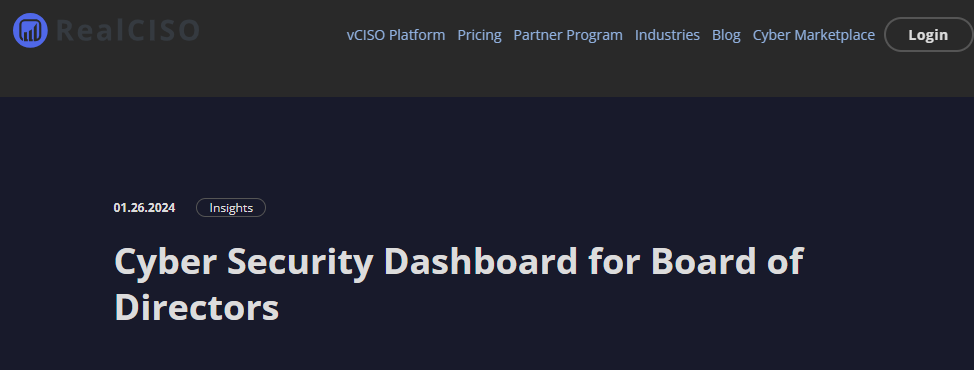 RealCISO
vCISO Platform Pricing Partner Program Industries Blog Cyber Marketplace Login
01.26.2024 Insights
Cyber Security Dashboard for Board of
Directors